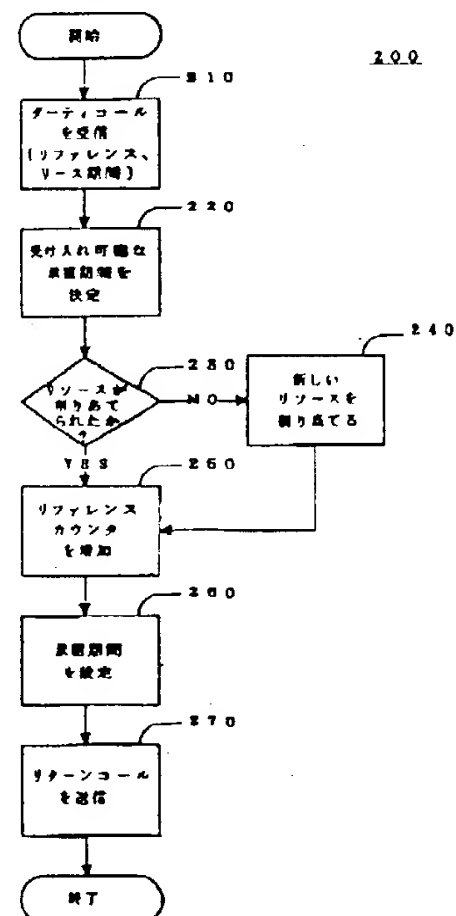 開始
200
210
ダーティコール
を受信
(リファレンス、
リース期間)
220
受け入れ可能な
期間を
決定
230
リソースが
割りあて
られたか
?
NO
240
新しい
リソースを
割り当てる
YES
250
リファレンス
カウンタ
を増加
260
期間
を設定
270
リターンコール
を送信
終了